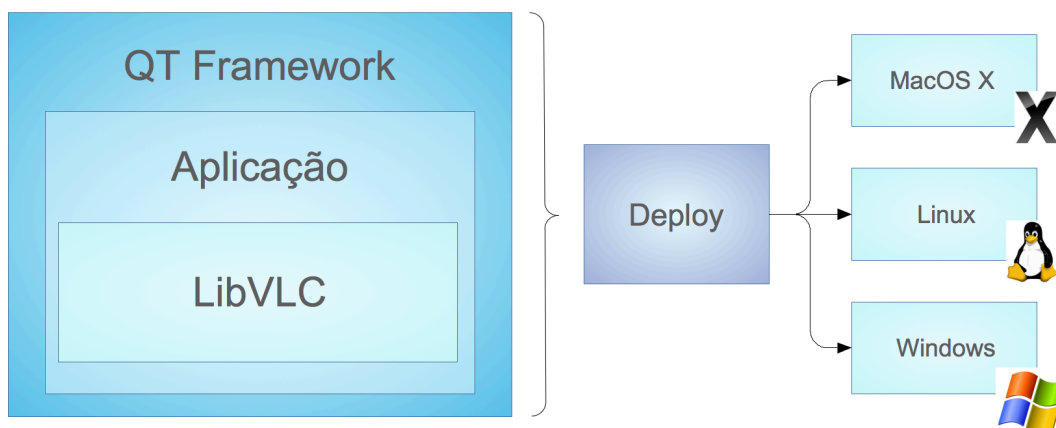 QT Framework
Aplicação
LibVLC
Deploy
MacOS X
Linux
Windows